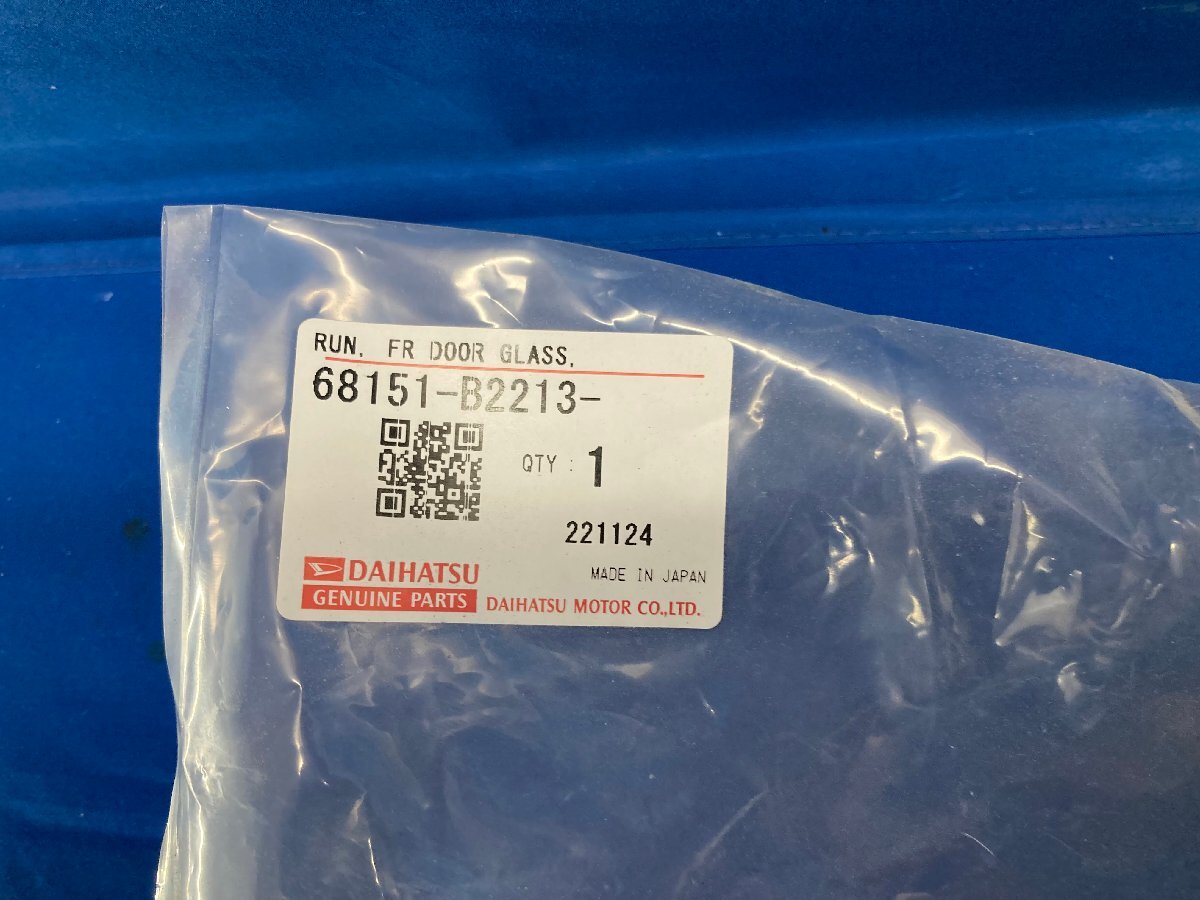 RUN, FR DOOR GLASS,
68151-B2213-
QTY : 1
221124
DAIHATSU
MADE IN JAPAN
GENUINE PARTS
DAIHATSU MOTOR CO.,LTD.